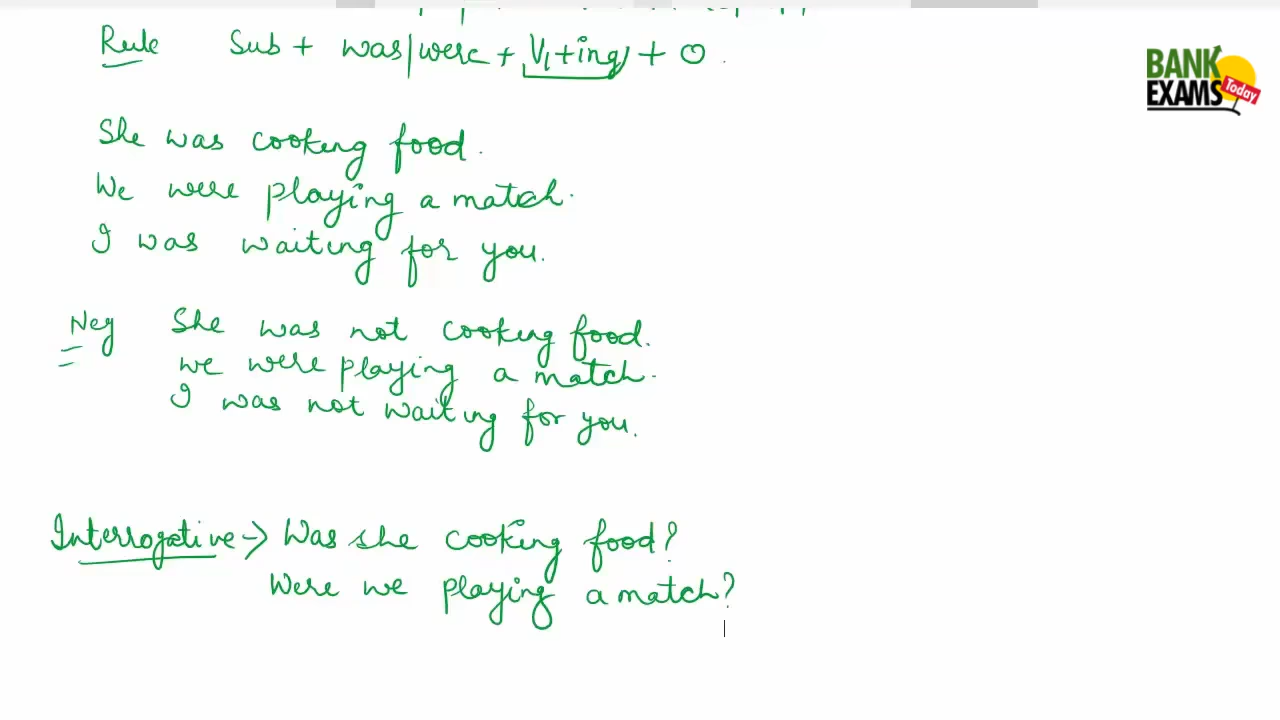 Rule Sub + was/were + V1+ing + O.
BANK
EXAMS Today
She was cooking food.
We were playing a match.
I was waiting for you.
Neg She was not cooking food.
we were playing a match.
I was not waiting for you.
Interrogative -> Was she cooking food?
Were we playing a match?